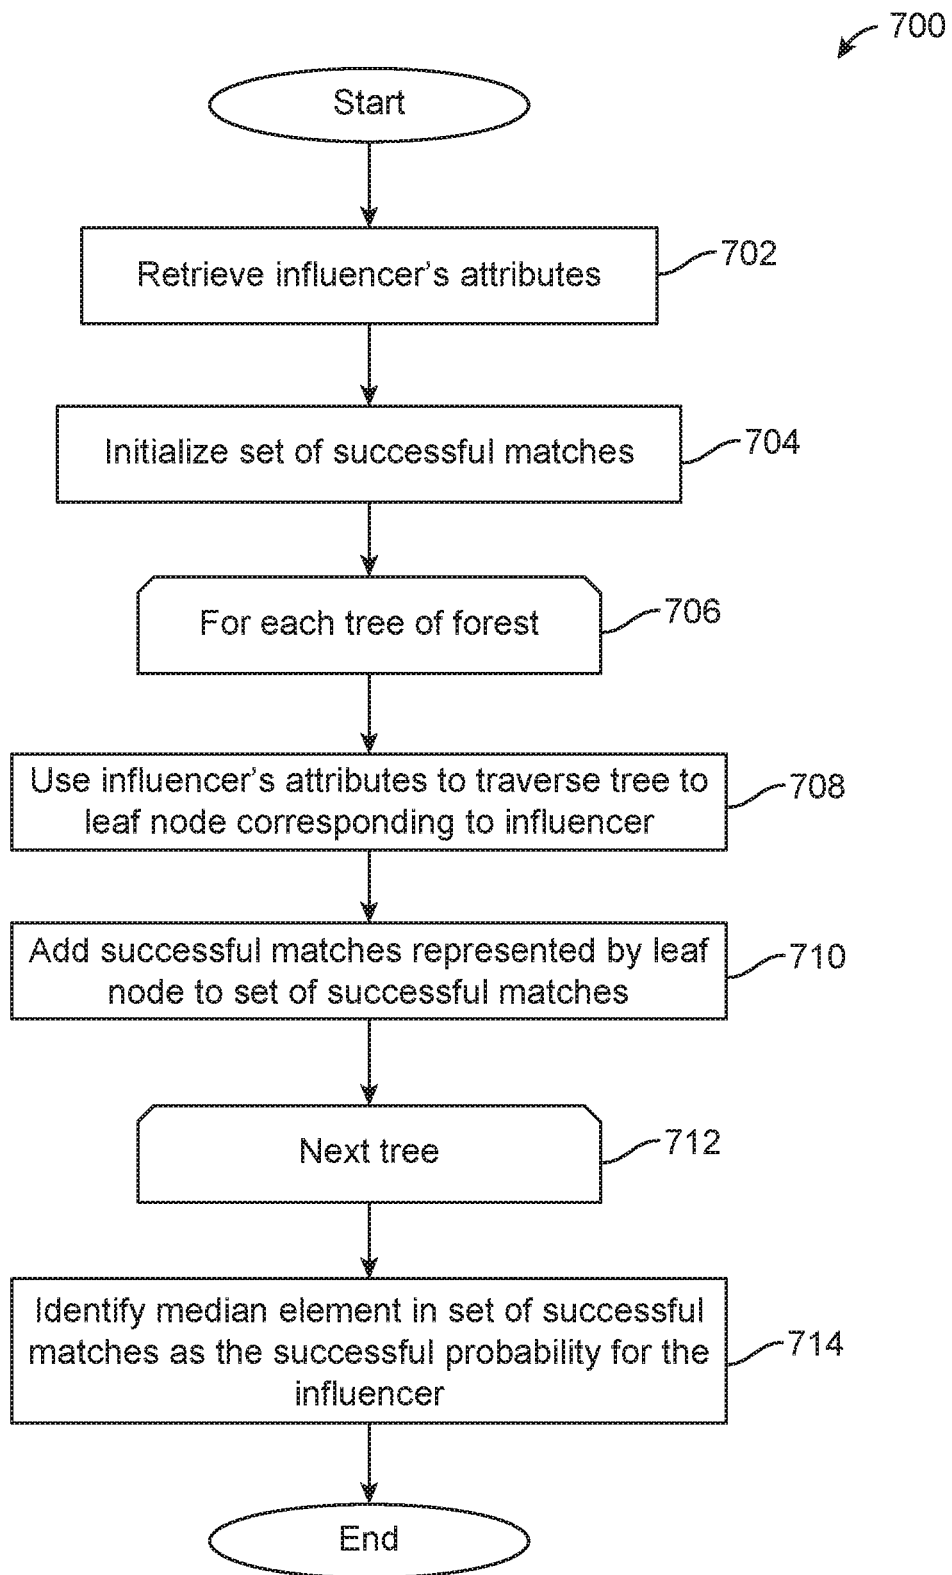 700
Start
Retrieve influencer's attributes
702
Initialize set of successful matches
704
For each tree of forest
706
Use influencer's attributes to traverse tree to
leaf node corresponding to influencer
708
Add successful matches represented by leaf
node to set of successful matches
710
Next tree
712
Identify median element in set of successful
matches as the successful probability for the
influencer
714
End